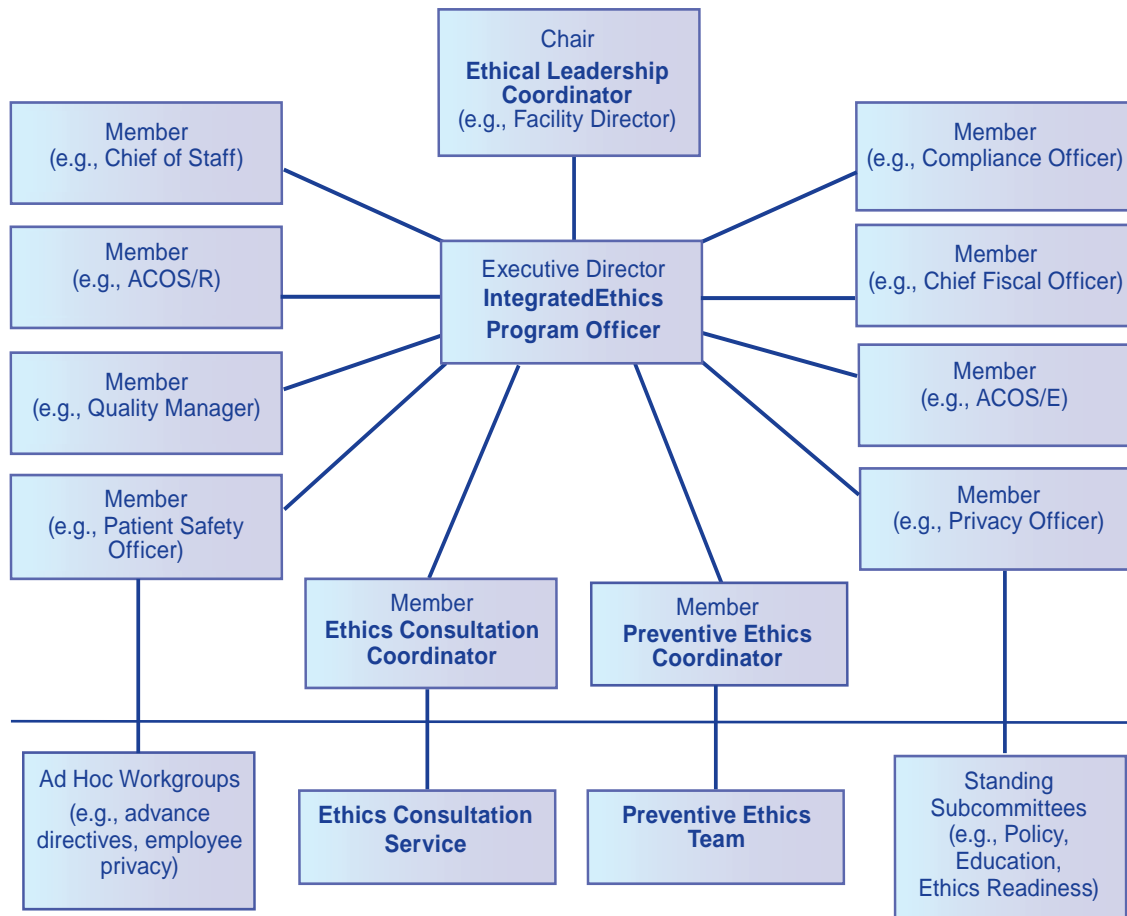 Chair
Ethical Leadership
Coordinator
(e.g., Facility Director)
Member
(e.g., Chief of Staff)
Member
(e.g., Compliance Officer)
Member
(e.g., ACOS/R)
Executive Director
IntegratedEthics
Program Officer
Member
(e.g., Chief Fiscal Officer)
Member
(e.g., Quality Manager)
Member
(e.g., ACOS/E)
Member
(e.g., Patient Safety
Officer)
Member
(e.g., Privacy Officer)
Member
Ethics Consultation
Coordinator
Member
Preventive Ethics
Coordinator
Ad Hoc Workgroups
(e.g., advance
directives, employee
privacy)
Ethics Consultation
Service
Preventive Ethics
Team
Standing
Subcommittees
(e.g., Policy,
Education,
Ethics Readiness)